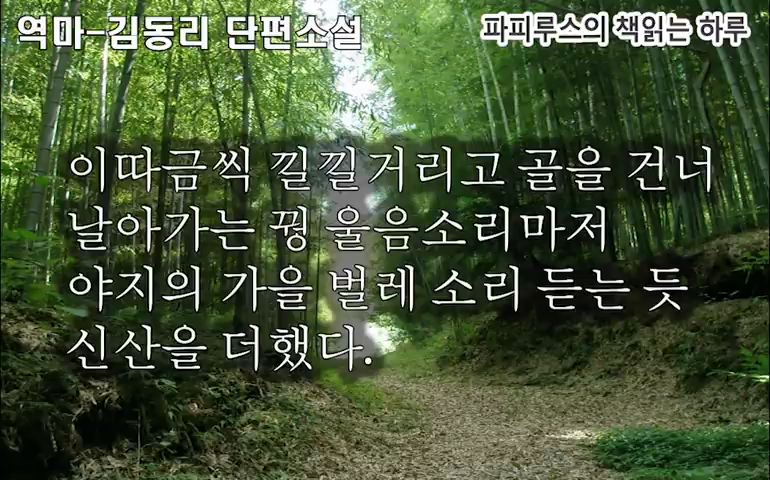 역마-김동리 단편소설
파피루스의 책읽는 하루
이따금씩 낄낄거리고 골을 건너
날아가는 꿩 울음소리마저
야지의 가을 벌레 소리 듣는 듯
신산을 더했다.